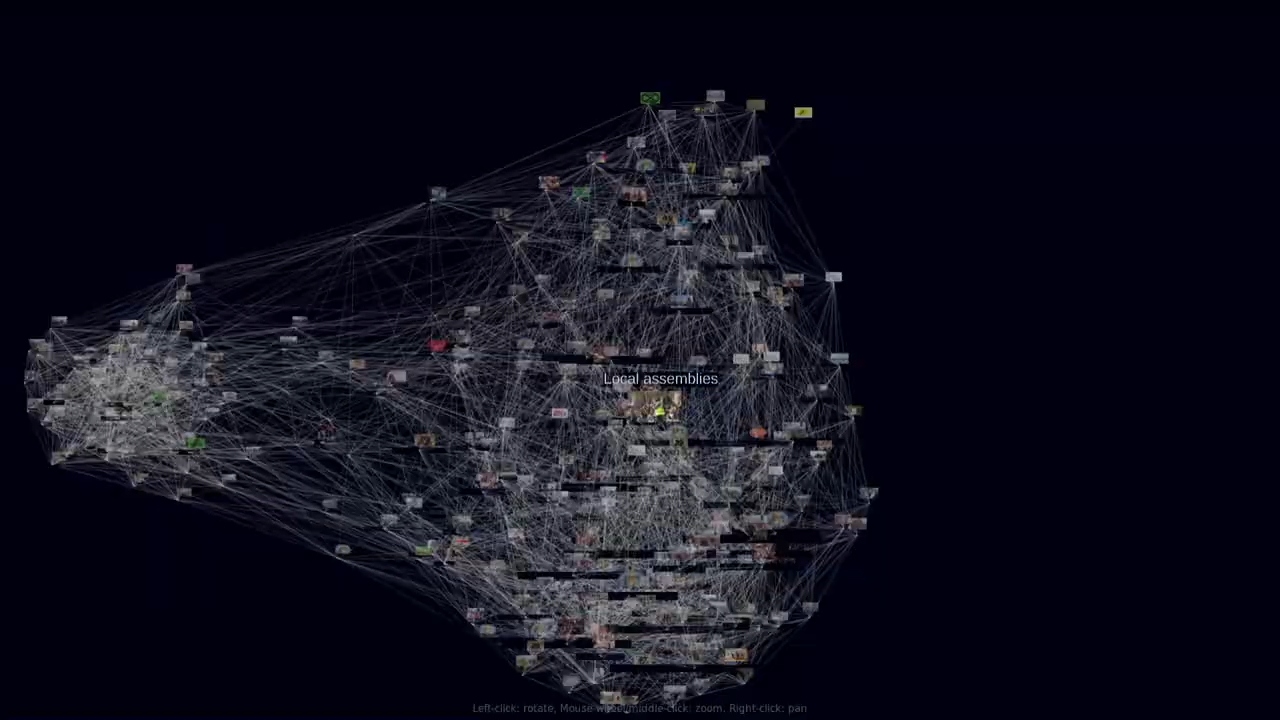 Local assemblies
Left-click: rotate, Mouse wheel/middle-click: zoom. Right-click: pan